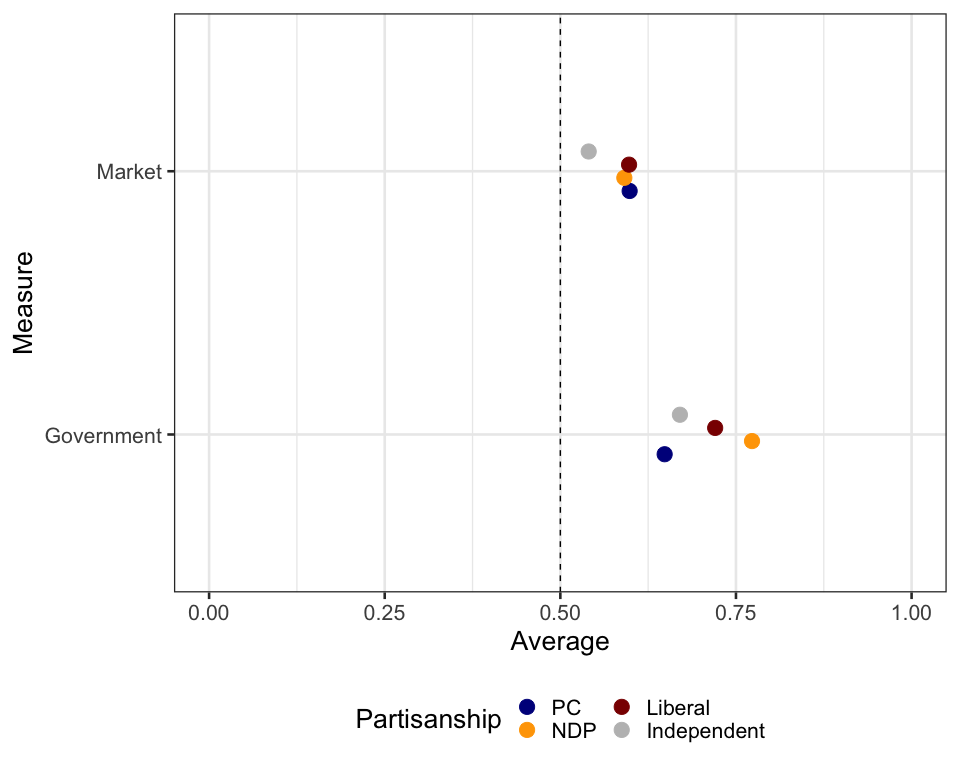 Measure
Market
Government
0.00 0.25 0.50 0.75 1.00
Average
Partisanship
PC Liberal
NDP Independent